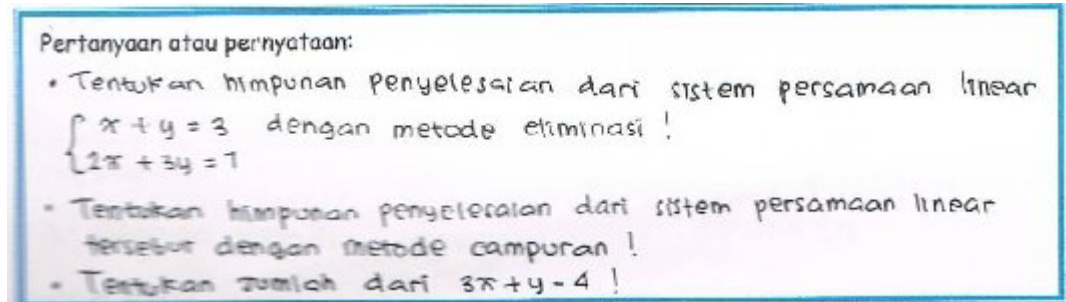 Pertanyaan atau pernyataan:
• Tentukan himpunan penyelesaian dari sistem persamaan linear
{ x + y = 3 dengan metode eliminasi !
2x + 3y = 7
• Tentukan himpunan penyelesaian dari sistem persamaan linear
tersebut dengan metode campuran !
• Tentukan Jumlah dari 3x + y - 4 !